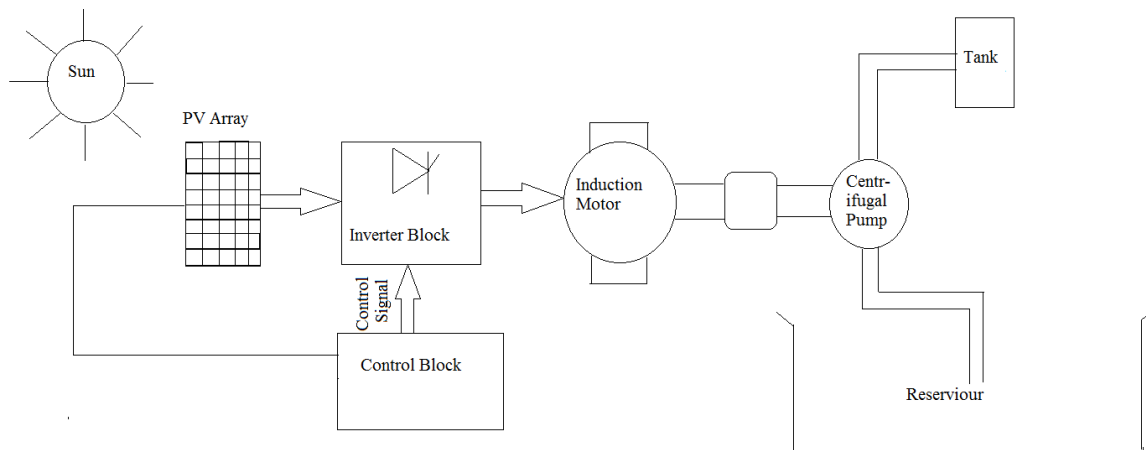 Sun
PV Array
Inverter Block
Control
Signal
Control Block
Induction
Motor
Centr-
ifugal
Pump
Tank
Reserviour